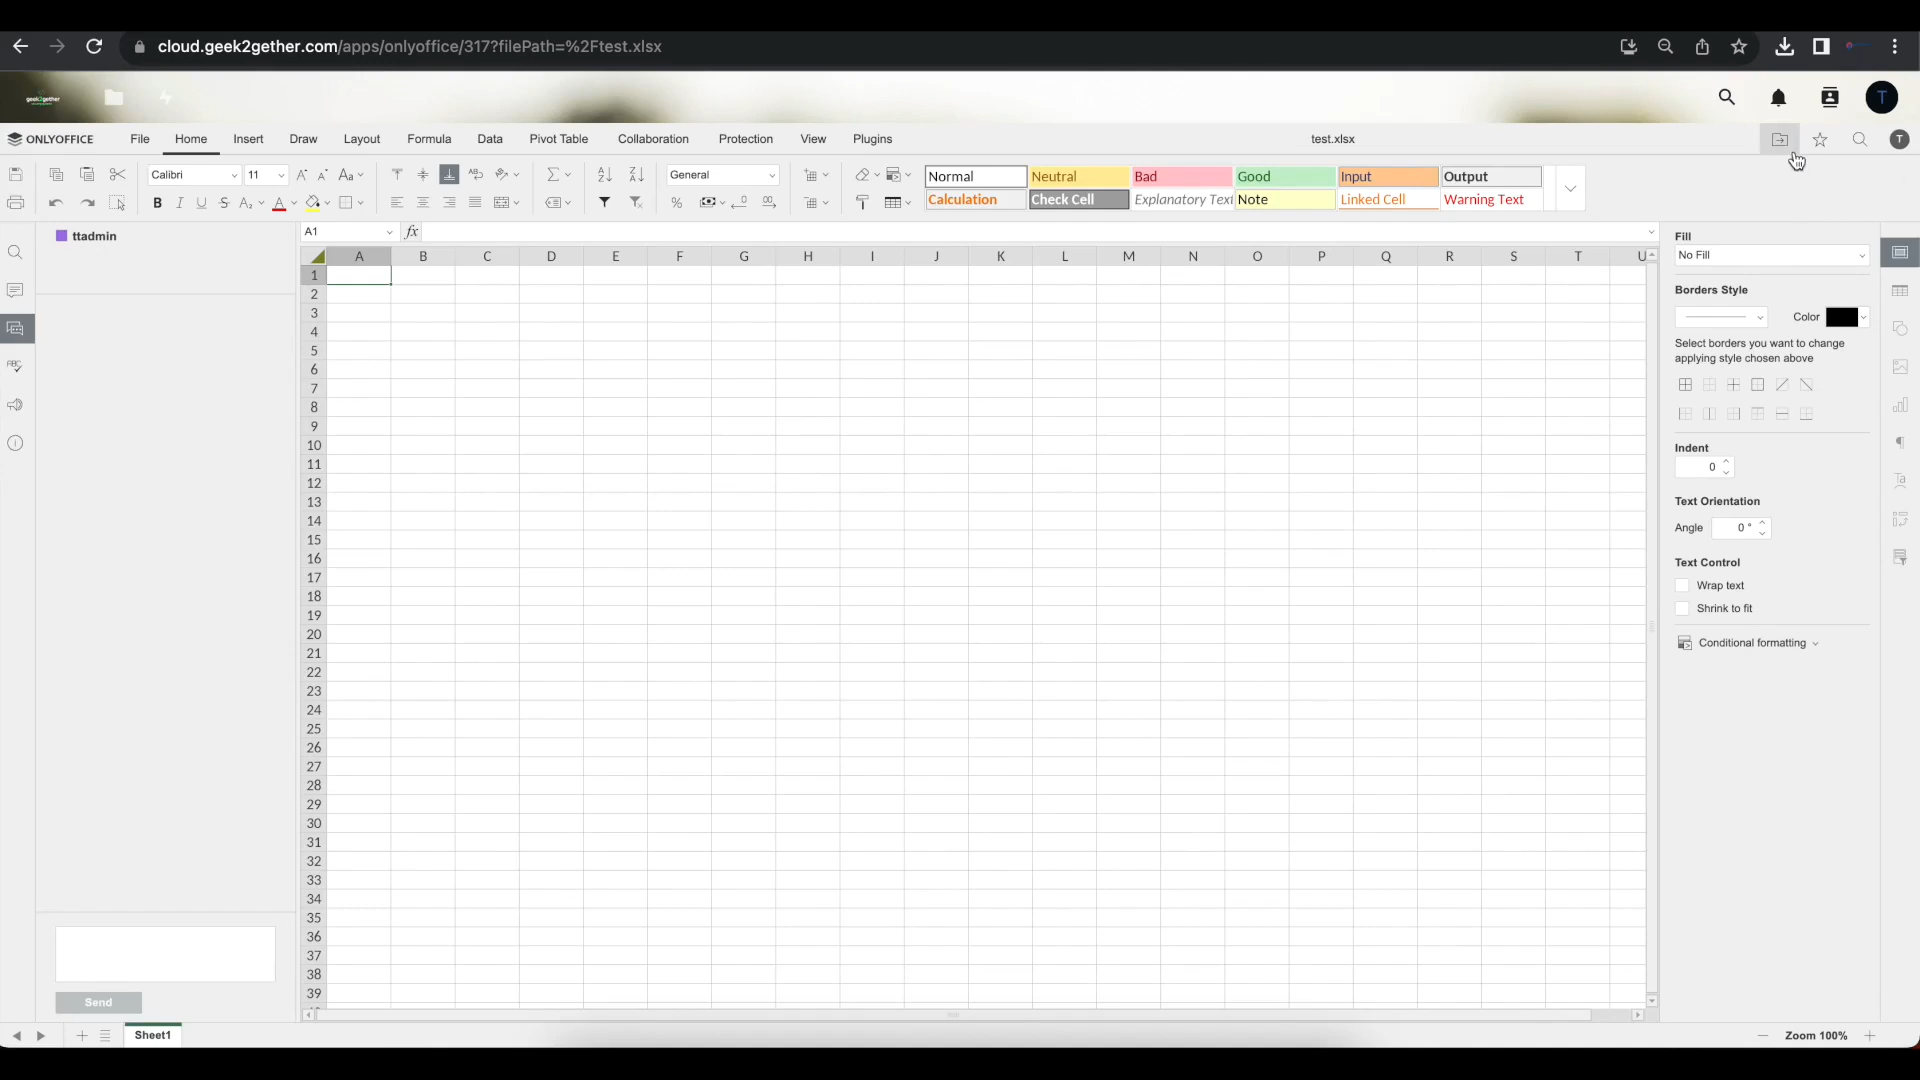 cloud.geek2gether.com/apps/onlyoffice/317?filePath=%2Ftest.xlsx
geek2gether
T
ONLYOFFICE File Home Insert Draw Layout Formula Data Pivot Table Collaboration Protection View Plugins test.xlsx T
Calibri 11 Aa General Normal Neutral Bad Good Input Output
B I U S A A % Calculation Check Cell Explanatory Text Note Linked Cell Warning Text
ttadmin
A1 fx
A B C D E F G H I J K L M N O P Q R S T U
1
2
3
4
5
6
7
8
9
10
11
12
13
14
15
16
17
18
19
20
21
22
23
24
25
26
27
28
29
30
31
32
33
34
35
36
37
38
39
Fill
No Fill
Borders Style
Color
Select borders you want to change
applying style chosen above
Indent
0
Text Orientation
Angle 0 °
Text Control
Wrap text
Shrink to fit
Conditional formatting
Send
Sheet1
Zoom 100%